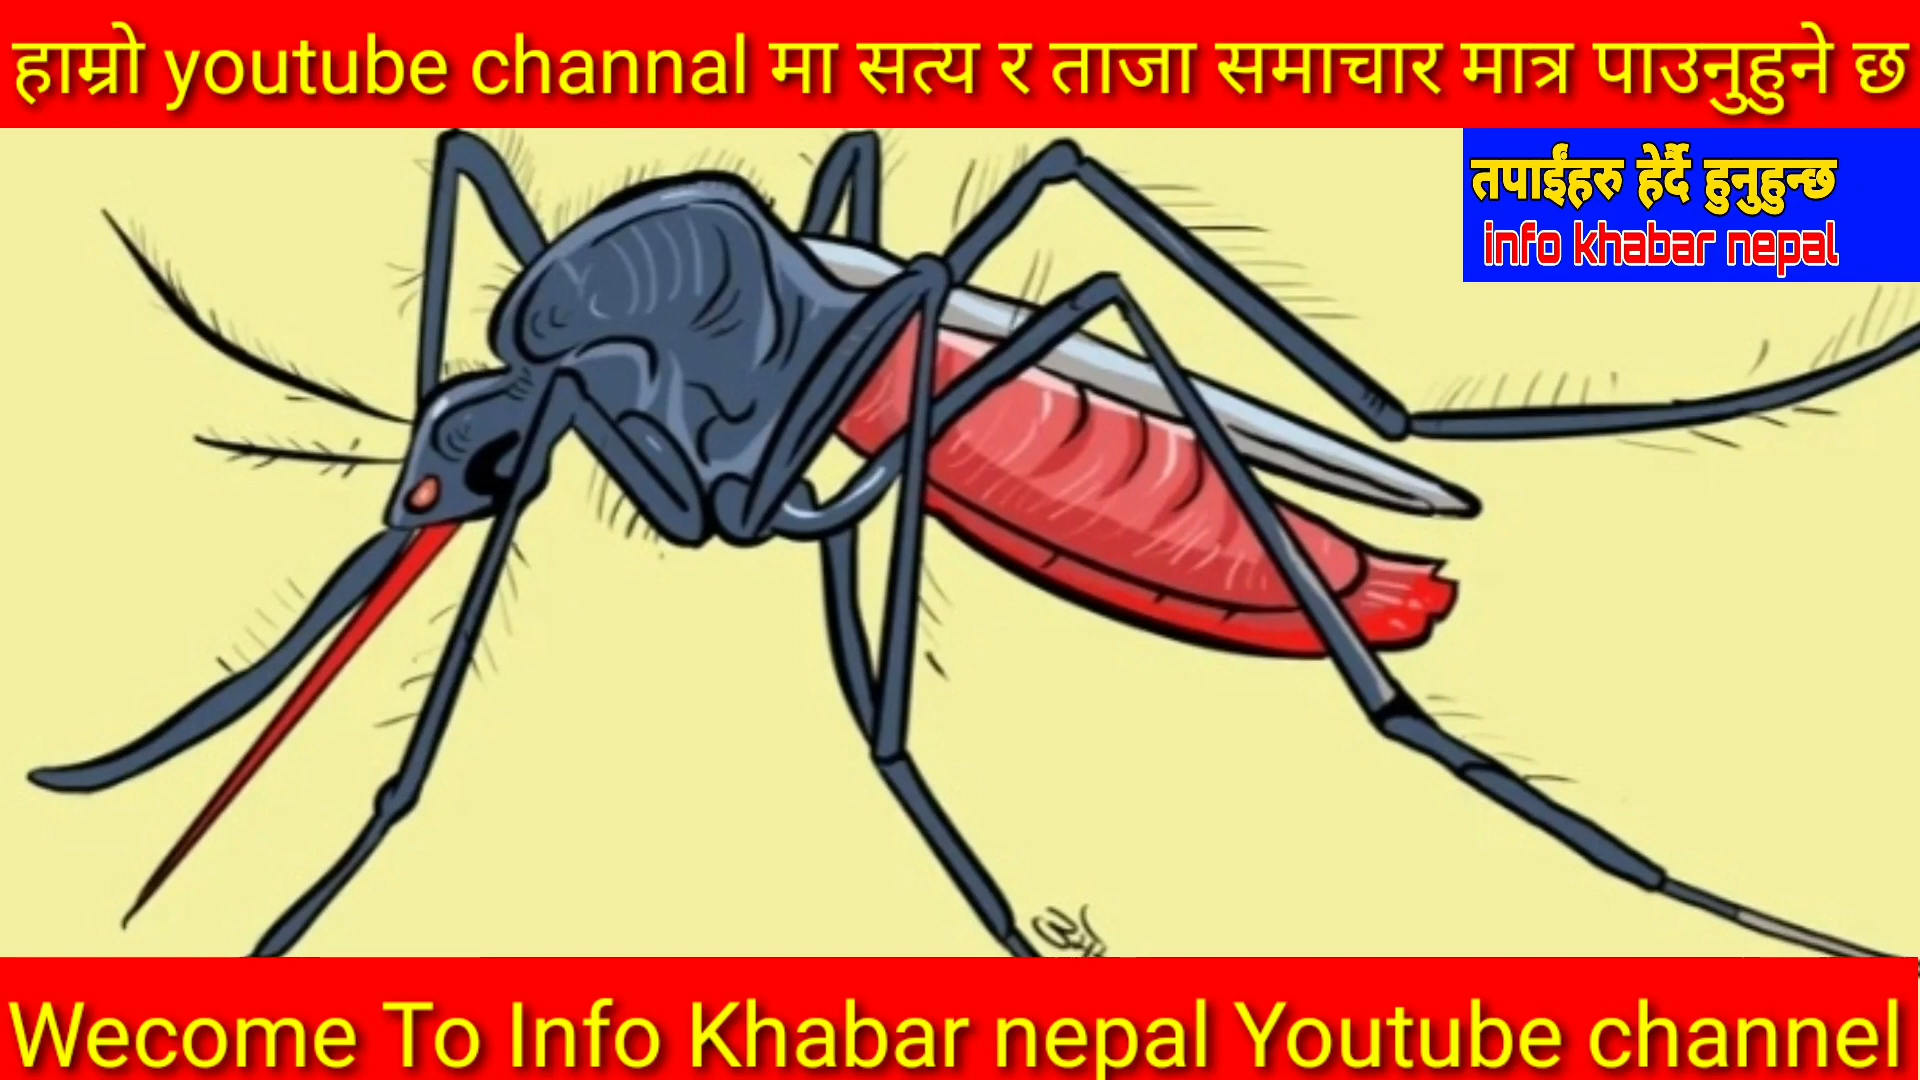 हाम्रो youtube channal मा सत्य र ताजा समाचार मात्र पाउनुहुने छ
तपाईंहरु हेर्दै हुनुहुन्छ
info khabar nepal
Wecome To Info Khabar nepal Youtube channel